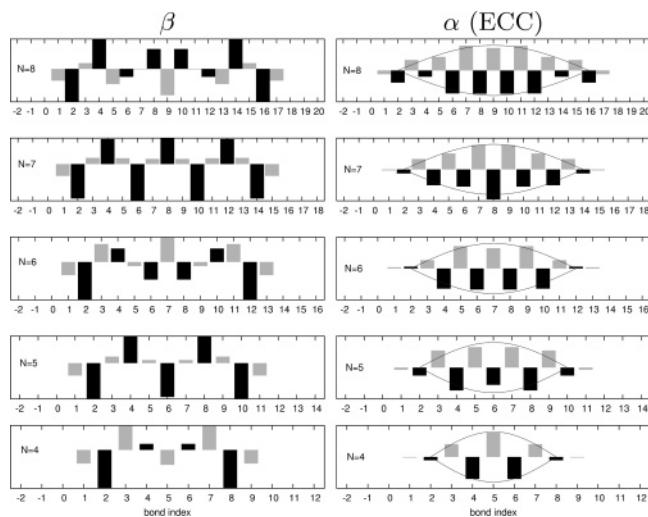 β α (ECC)
N=8 N=8
-2 -1 0 1 2 3 4 5 6 7 8 9 10 11 12 13 14 15 16 17 18 19 20 -2 -1 0 1 2 3 4 5 6 7 8 9 10 11 12 13 14 15 16 17 18 19 20
N=7 N=7
-2 -1 0 1 2 3 4 5 6 7 8 9 10 11 12 13 14 15 16 17 18 -2 -1 0 1 2 3 4 5 6 7 8 9 10 11 12 13 14 15 16 17 18
N=6 N=6
-2 -1 0 1 2 3 4 5 6 7 8 9 10 11 12 13 14 15 16 -2 -1 0 1 2 3 4 5 6 7 8 9 10 11 12 13 14 15 16
N=5 N=5
-2 -1 0 1 2 3 4 5 6 7 8 9 10 11 12 13 14 -2 -1 0 1 2 3 4 5 6 7 8 9 10 11 12 13 14
N=4 N=4
-2 -1 0 1 2 3 4 5 6 7 8 9 10 11 12 -2 -1 0 1 2 3 4 5 6 7 8 9 10 11 12
bond index bond index